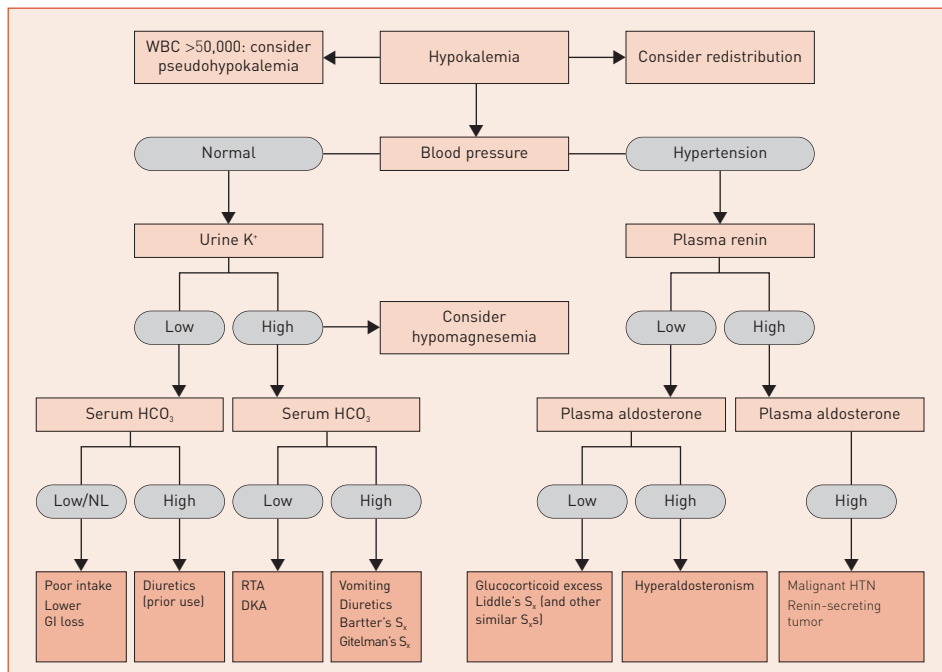 WBC >50,000: consider
pseudohypokalemia
Hypokalemia
Consider redistribution
Normal
Blood pressure
Hypertension
Urine K⁺
Plasma renin
Low
High
Consider
hypomagnesemia
Low
High
Serum HCO₃
Serum HCO₃
Plasma aldosterone
Plasma aldosterone
Low/NL
High
Low
High
Low
High
High
Poor intake
Lower
GI loss
Diuretics
(prior use)
RTA
DKA
Vomiting
Diuretics
Bartter's Sₓ
Gitelman's Sₓ
Glucocorticoid excess
Liddle's Sₓ (and other
similar Sₓs)
Hyperaldosteronism
Malignant HTN
Renin-secreting
tumor